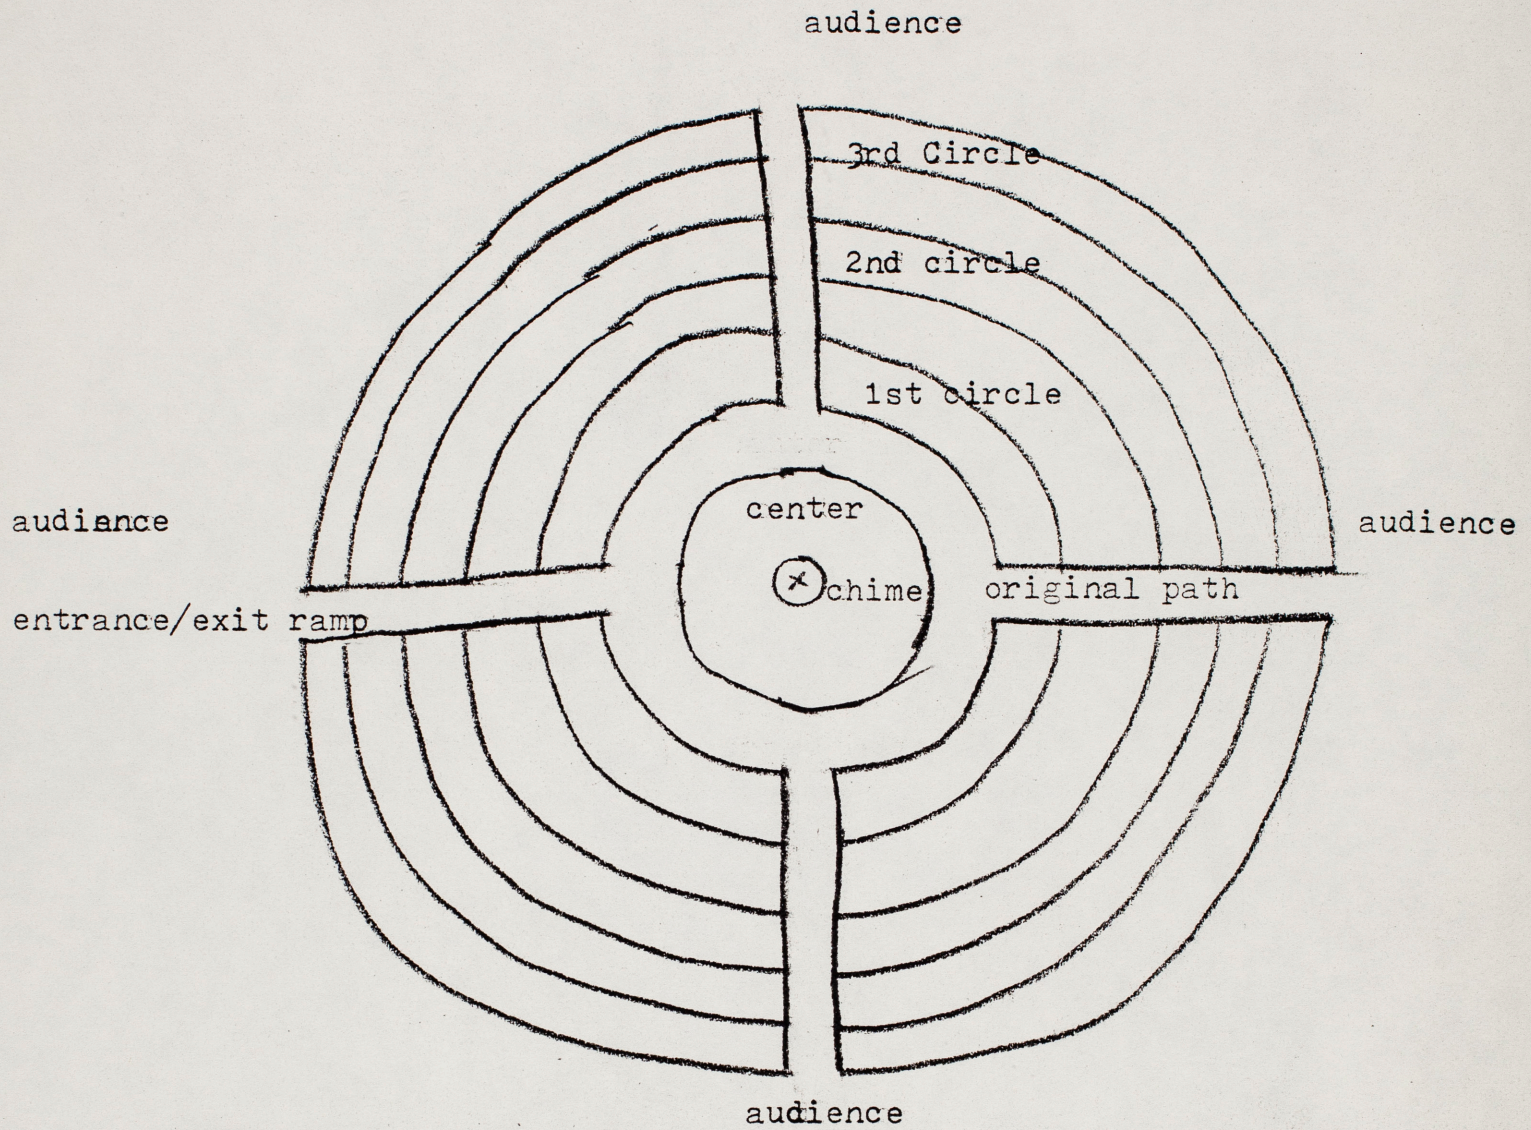 audience
3rd Circle
2nd circle
1st circle
center
audiance
audience
chime
original path
entrance/exit ramp
audience